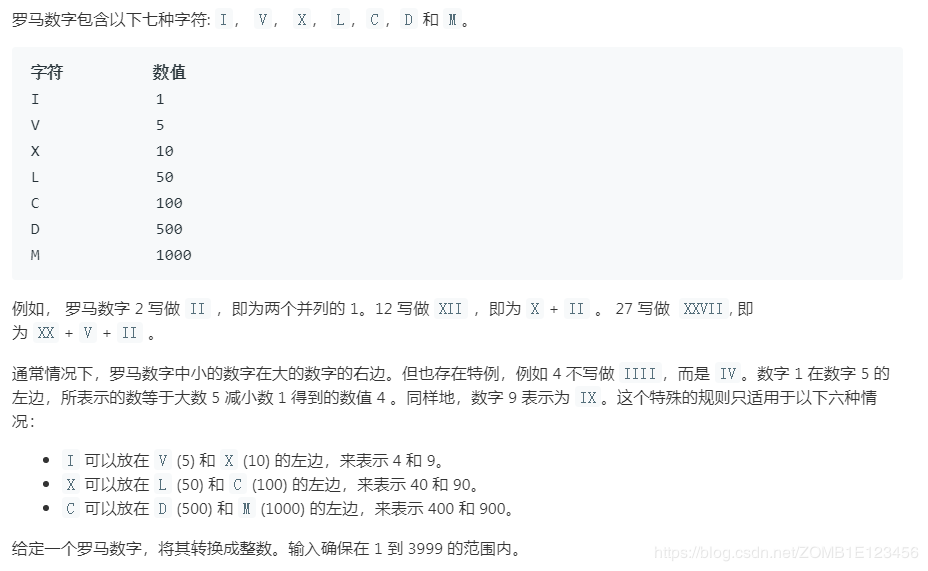 罗马数字包含以下七种字符: I， V， X， L，C，D 和 M。
字符 数值
I 1
V 5
X 10
L 50
C 100
D 500
M 1000
例如， 罗马数字 2 写做 II ，即为两个并列的 1。12 写做 XII ，即为 X + II 。 27 写做 XXVII, 即
为 XX + V + II 。
通常情况下，罗马数字中小的数字在大的数字的右边。但也存在特例，例如 4 不写做 IIII，而是 IV。数字 1 在数字 5 的
左边，所表示的数等于大数 5 减小数 1 得到的数值 4 。同样地，数字 9 表示为 IX。这个特殊的规则只适用于以下六种情
况：
• I 可以放在 V (5) 和 X (10) 的左边，来表示 4 和 9。
• X 可以放在 L (50) 和 C (100) 的左边，来表示 40 和 90。
• C 可以放在 D (500) 和 M (1000) 的左边，来表示 400 和 900。
给定一个罗马数字，将其转换成整数。输入确保在 1 到 3999 的范围内。
https://blog.csdn.net/ZOMB1E123456